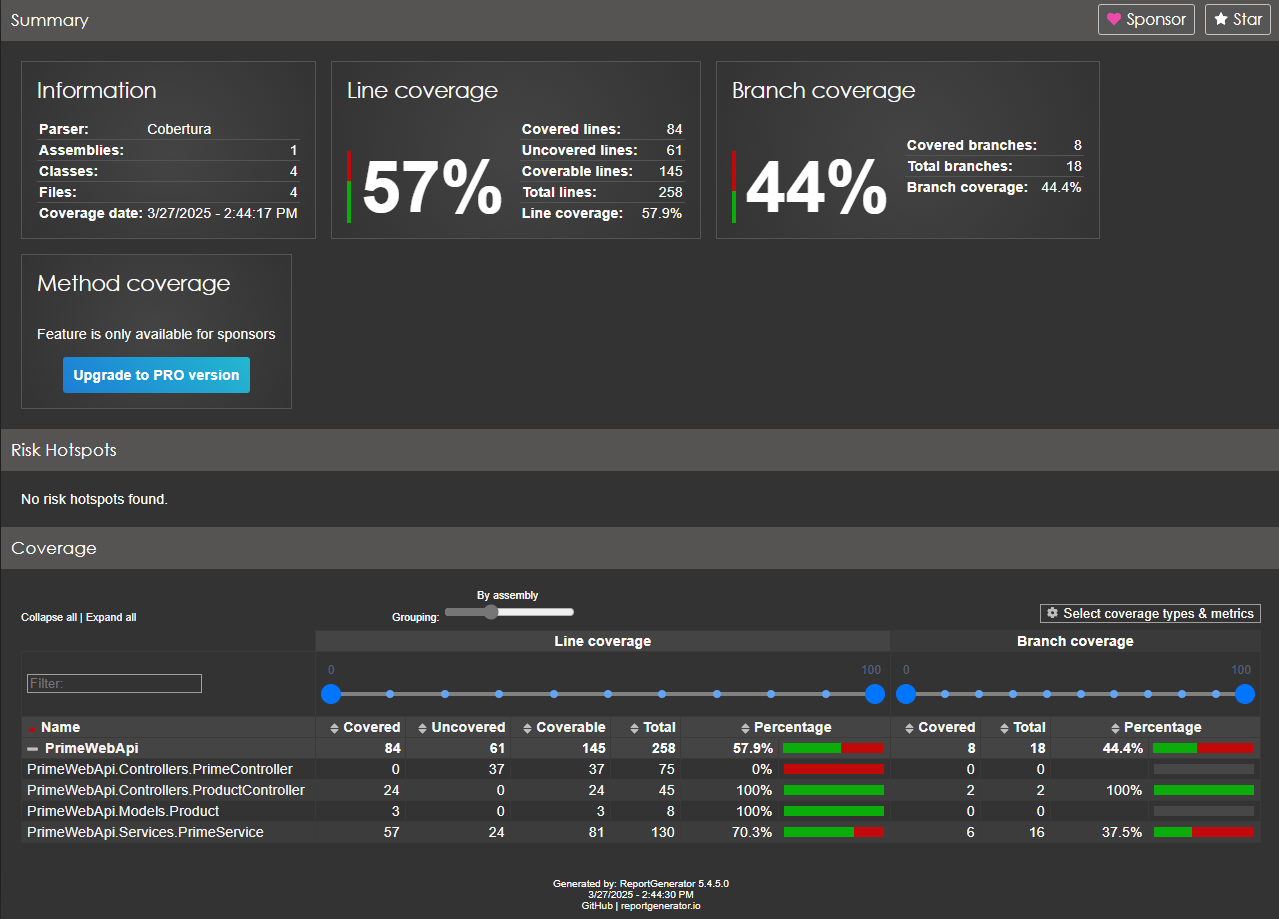 Summary
Sponsor
Star
Information
Parser: Cobertura
Assemblies: 1
Classes: 4
Files: 4
Coverage date: 3/27/2025 - 2:44:17 PM
Line coverage
57%
Covered lines: 84
Uncovered lines: 61
Coverable lines: 145
Total lines: 258
Line coverage: 57.9%
Branch coverage
44%
Covered branches: 8
Total branches: 18
Branch coverage: 44.4%
Method coverage
Feature is only available for sponsors
Upgrade to PRO version
Risk Hotspots
No risk hotspots found.
Coverage
Collapse all | Expand all
By assembly
Grouping:
Select coverage types & metrics
Line coverage Branch coverage
0 100 0 100
Filter:
Name Covered Uncovered Coverable Total Percentage Covered Total Percentage
PrimeWebApi 84 61 145 258 57.9% 8 18 44.4%
PrimeWebApi.Controllers.PrimeController 0 37 37 75 0% 0 0
PrimeWebApi.Controllers.ProductController 24 0 24 45 100% 2 2 100%
PrimeWebApi.Models.Product 3 0 3 8 100% 0 0
PrimeWebApi.Services.PrimeService 57 24 81 130 70.3% 6 16 37.5%
Generated by: ReportGenerator 5.4.5.0
3/27/2025 - 2:44:30 PM
GitHub | reportgenerator.io